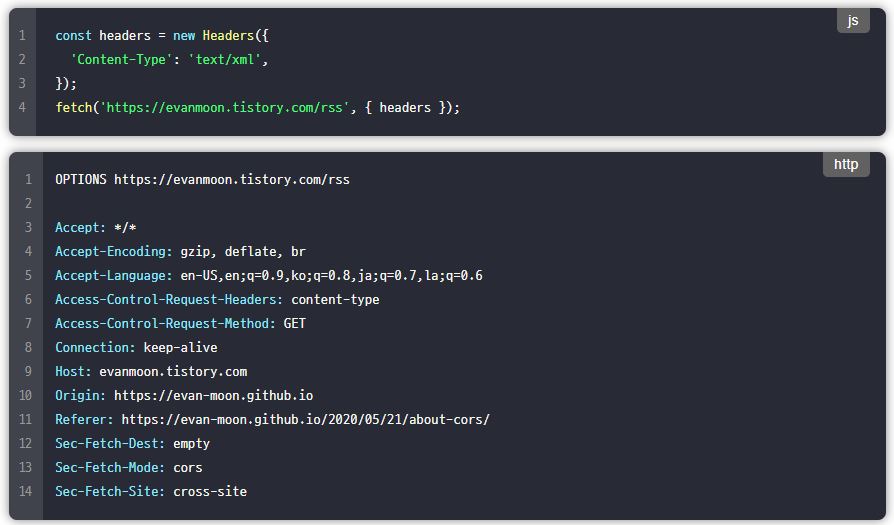 js
1 const headers = new Headers({
2 'Content-Type': 'text/xml',
3 });
4 fetch('https://evanmoon.tistory.com/rss', { headers });
http
1 OPTIONS https://evanmoon.tistory.com/rss
2
3 Accept: */*
4 Accept-Encoding: gzip, deflate, br
5 Accept-Language: en-US,en;q=0.9,ko;q=0.8,ja;q=0.7,la;q=0.6
6 Access-Control-Request-Headers: content-type
7 Access-Control-Request-Method: GET
8 Connection: keep-alive
9 Host: evanmoon.tistory.com
10 Origin: https://evan-moon.github.io
11 Referer: https://evan-moon.github.io/2020/05/21/about-cors/
12 Sec-Fetch-Dest: empty
13 Sec-Fetch-Mode: cors
14 Sec-Fetch-Site: cross-site